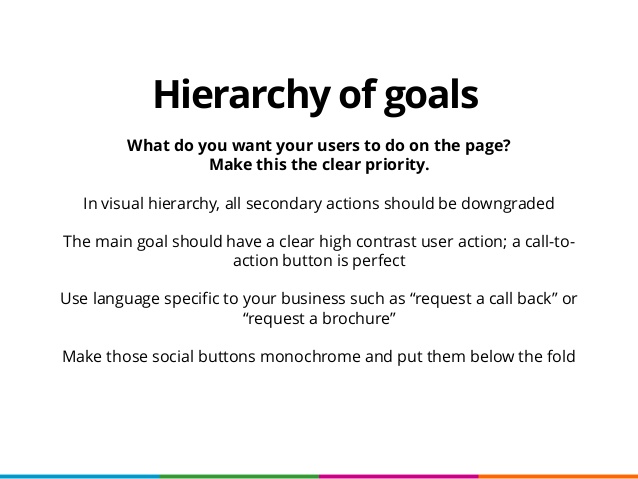 Hierarchy of goals
What do you want your users to do on the page?
Make this the clear priority.
In visual hierarchy, all secondary actions should be downgraded
The main goal should have a clear high contrast user action; a call-to-
action button is perfect
Use language specific to your business such as “request a call back” or
“request a brochure”
Make those social buttons monochrome and put them below the fold